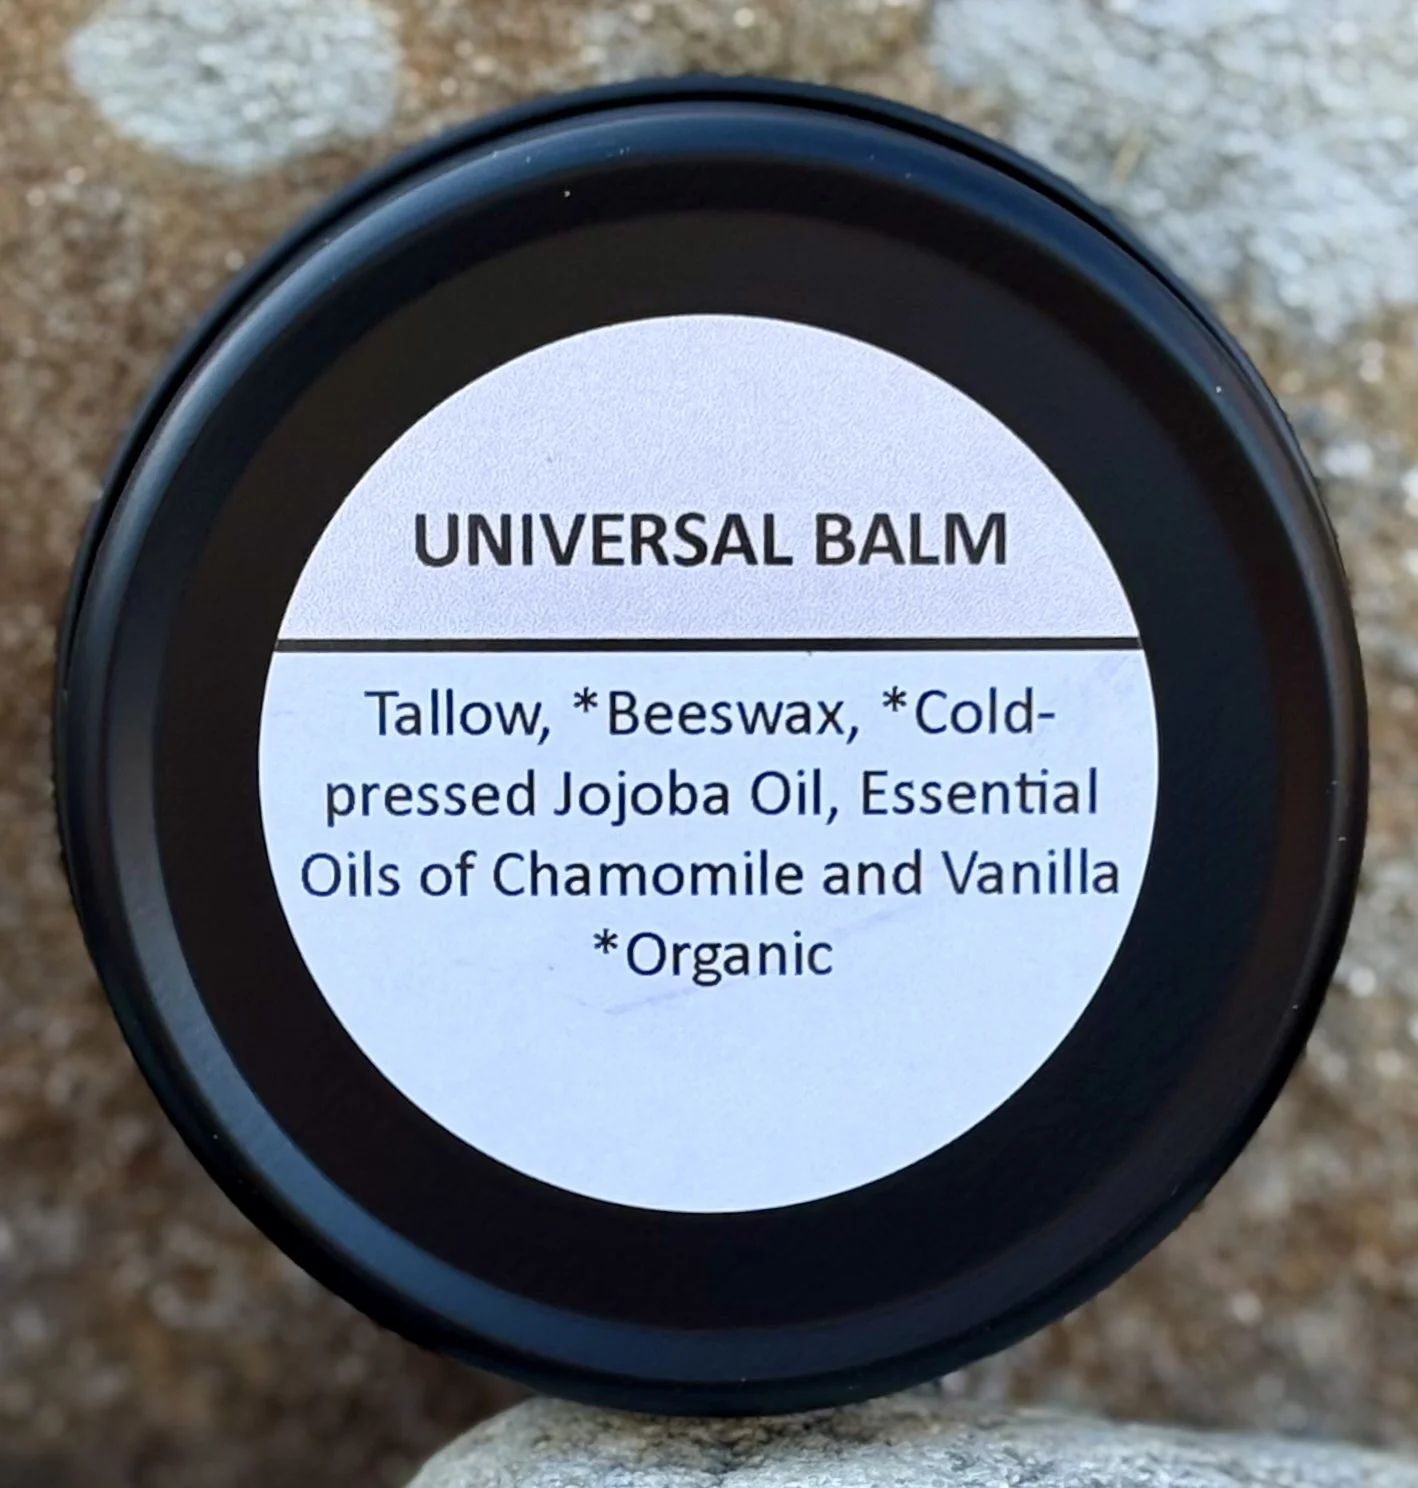 UNIVERSAL BALM
Tallow, *Beeswax, *Cold-
pressed Jojoba Oil, Essential
Oils of Chamomile and Vanilla
*Organic